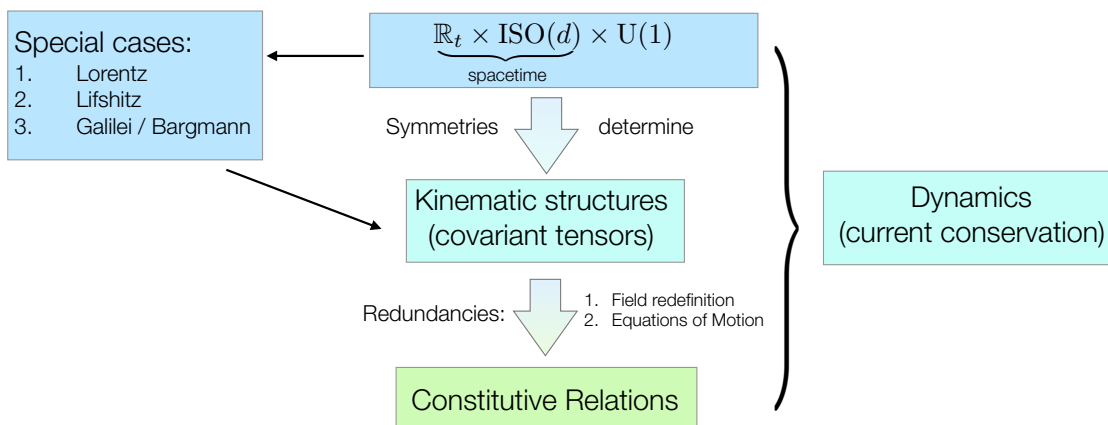 Special cases:
1. Lorentz
2. Lifshitz
3. Galilei / Bargmann
ℝ_t × ISO(d) × U(1)
spacetime
Symmetries determine
Kinematic structures
(covariant tensors)
Redundancies:
1. Field redefinition
2. Equations of Motion
Constitutive Relations
Dynamics
(current conservation)